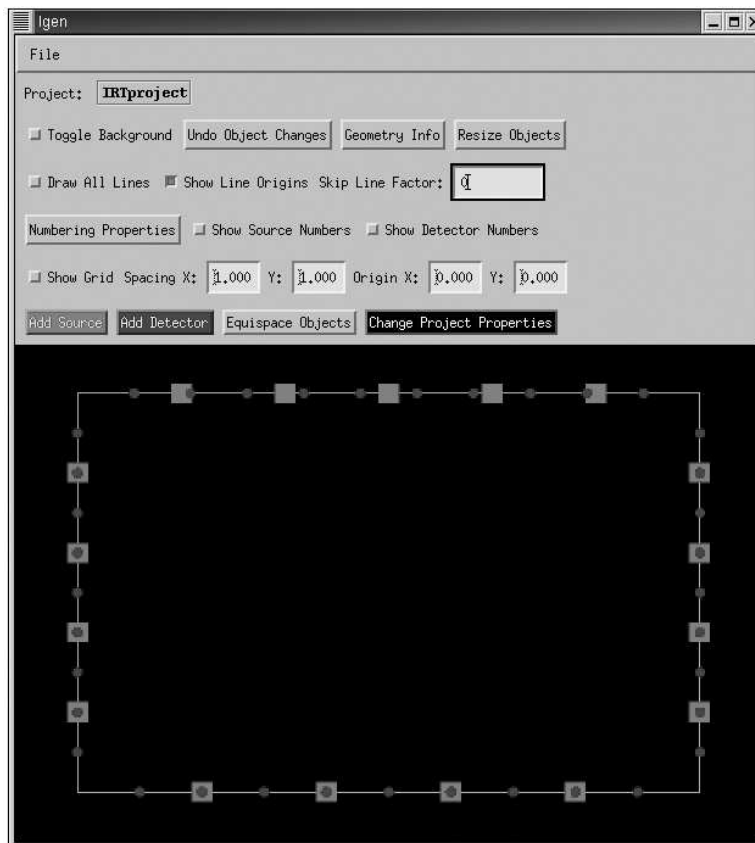 Igen
File
Project: IRTproject
Toggle Background Undo Object Changes Geometry Info Resize Objects
Draw All Lines Show Line Origins Skip Line Factor: 0
Numbering Properties Show Source Numbers Show Detector Numbers
Show Grid Spacing X: 1.000 Y: 1.000 Origin X: 0.000 Y: 0.000
Add Source Add Detector Equispace Objects Change Project Properties